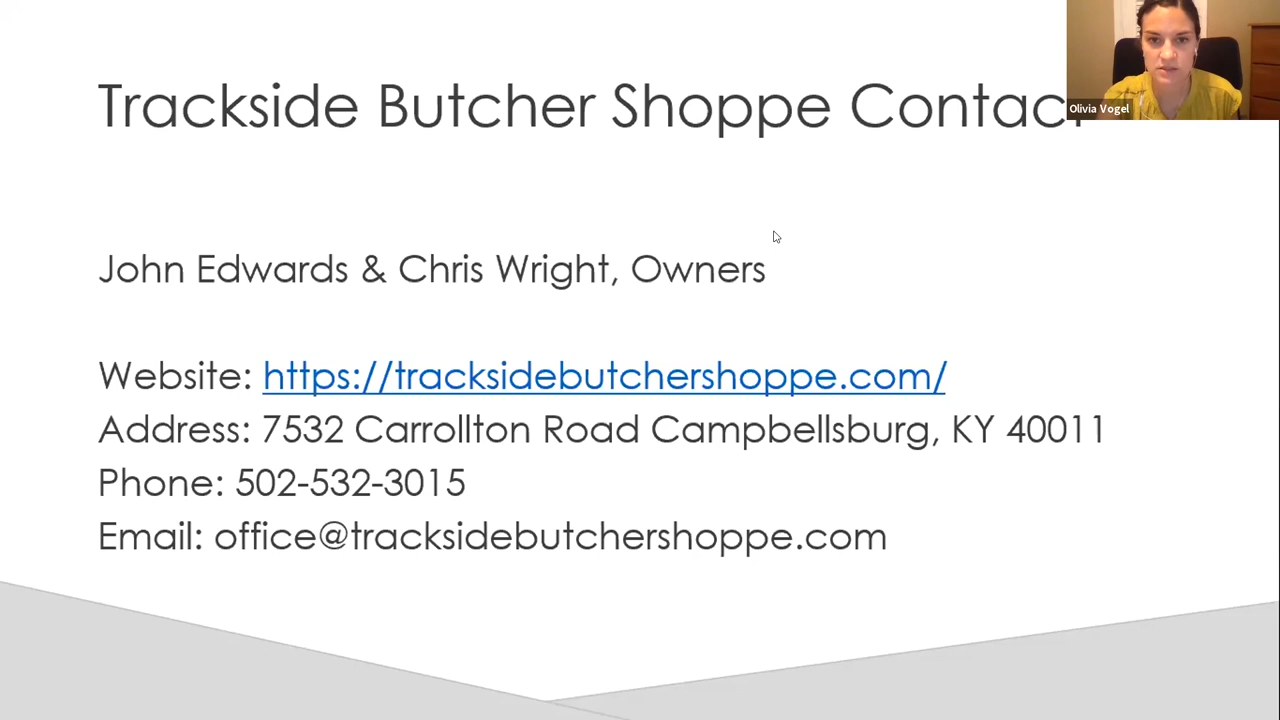 Trackside Butcher Shoppe Contact
Olivia Vogel
John Edwards & Chris Wright, Owners
Website: https://tracksidebutchershoppe.com/
Address: 7532 Carrollton Road Campbellsburg, KY 40011
Phone: 502-532-3015
Email: office@tracksidebutchershoppe.com